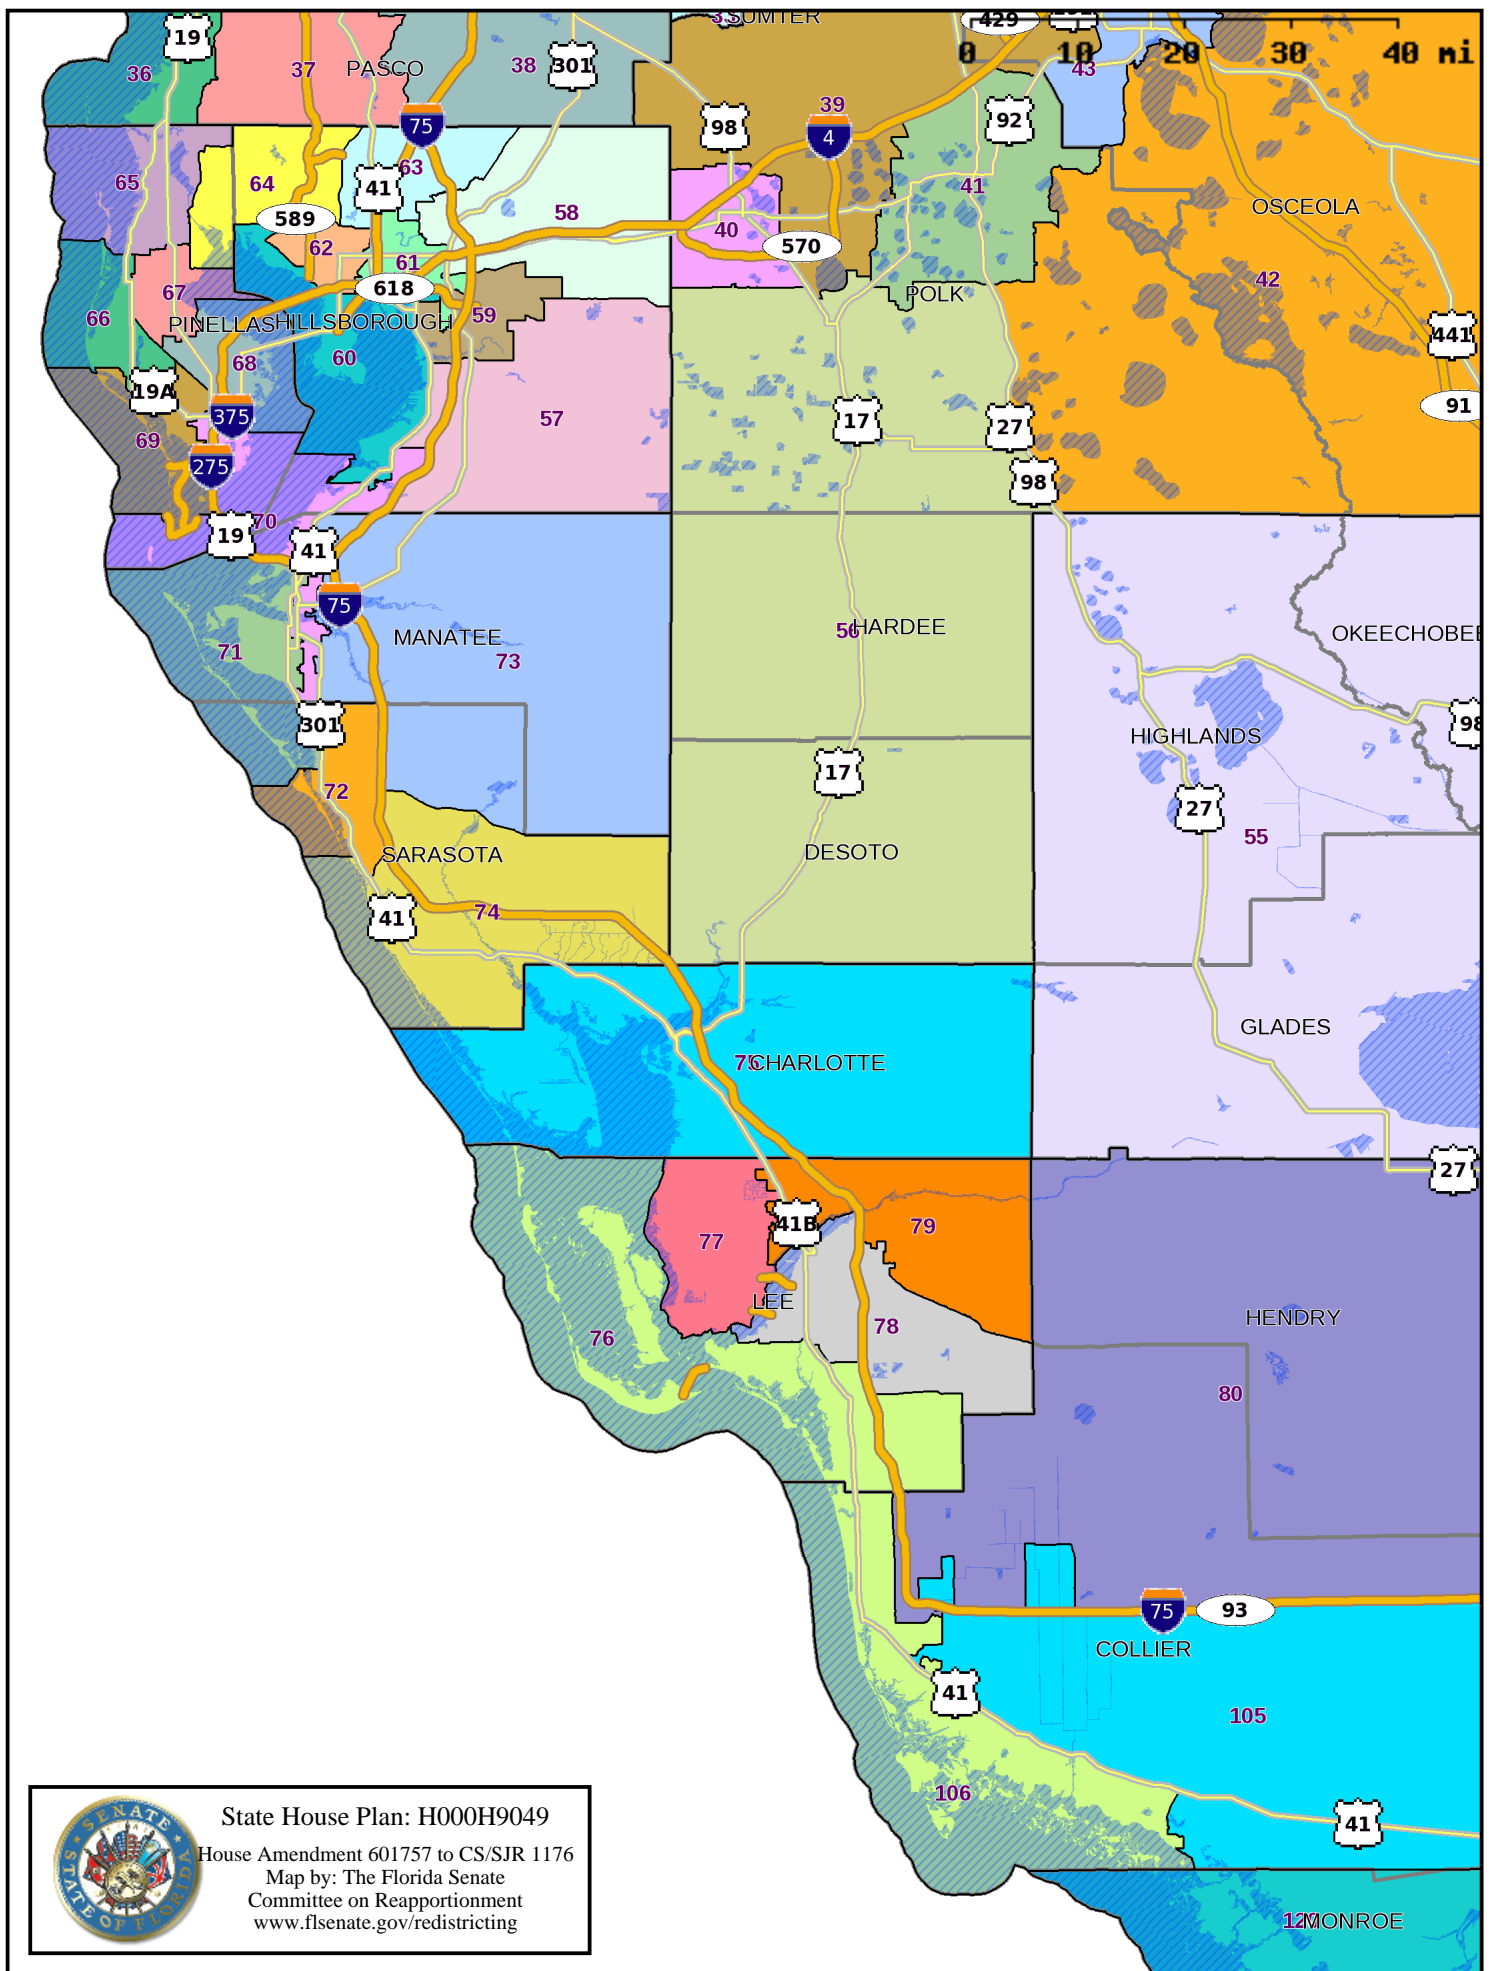 429
SUMTER
0 10 20 30 40 mi
19
36
37
PASCO
38
301
43
75
98
39
4
92
65
64
63
41
58
41
40
OSCEOLA
589
62
61
570
42
67
618
POLK
66
PINELLAS
HILLSBOROUGH
59
68
60
441
19A
375
57
17
27
91
69
275
98
70
19
41
75
MANATEE
56
HARDEE
OKEECHOBEE
71
73
301
HIGHLANDS
98
72
17
27
55
SARASOTA
DESOTO
41
74
GLADES
75
CHARLOTTE
27
77
41B
79
LEE
76
78
HENDRY
80
75
93
COLLIER
41
105
106
41
MONROE
State House Plan: H000H9049
House Amendment 601757 to CS/SJR 1176
Map by: The Florida Senate
Committee on Reapportionment
www.flsenate.gov/redistricting
SENATE
STATE OF FLORIDA